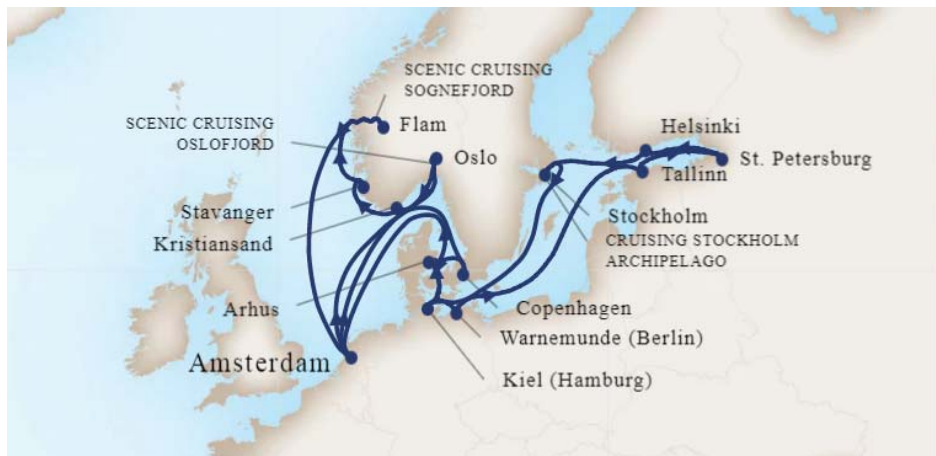 SCENIC CRUISING
SOGNEFJORD
SCENIC CRUISING
OSLOFJORD
Flam
Helsinki
Oslo
St. Petersburg
Tallinn
Stavanger
Stockholm
Kristiansand
CRUISING STOCKHOLM
ARCHIPELAGO
Arhus
Copenhagen
Warnemunde (Berlin)
Amsterdam
Kiel (Hamburg)